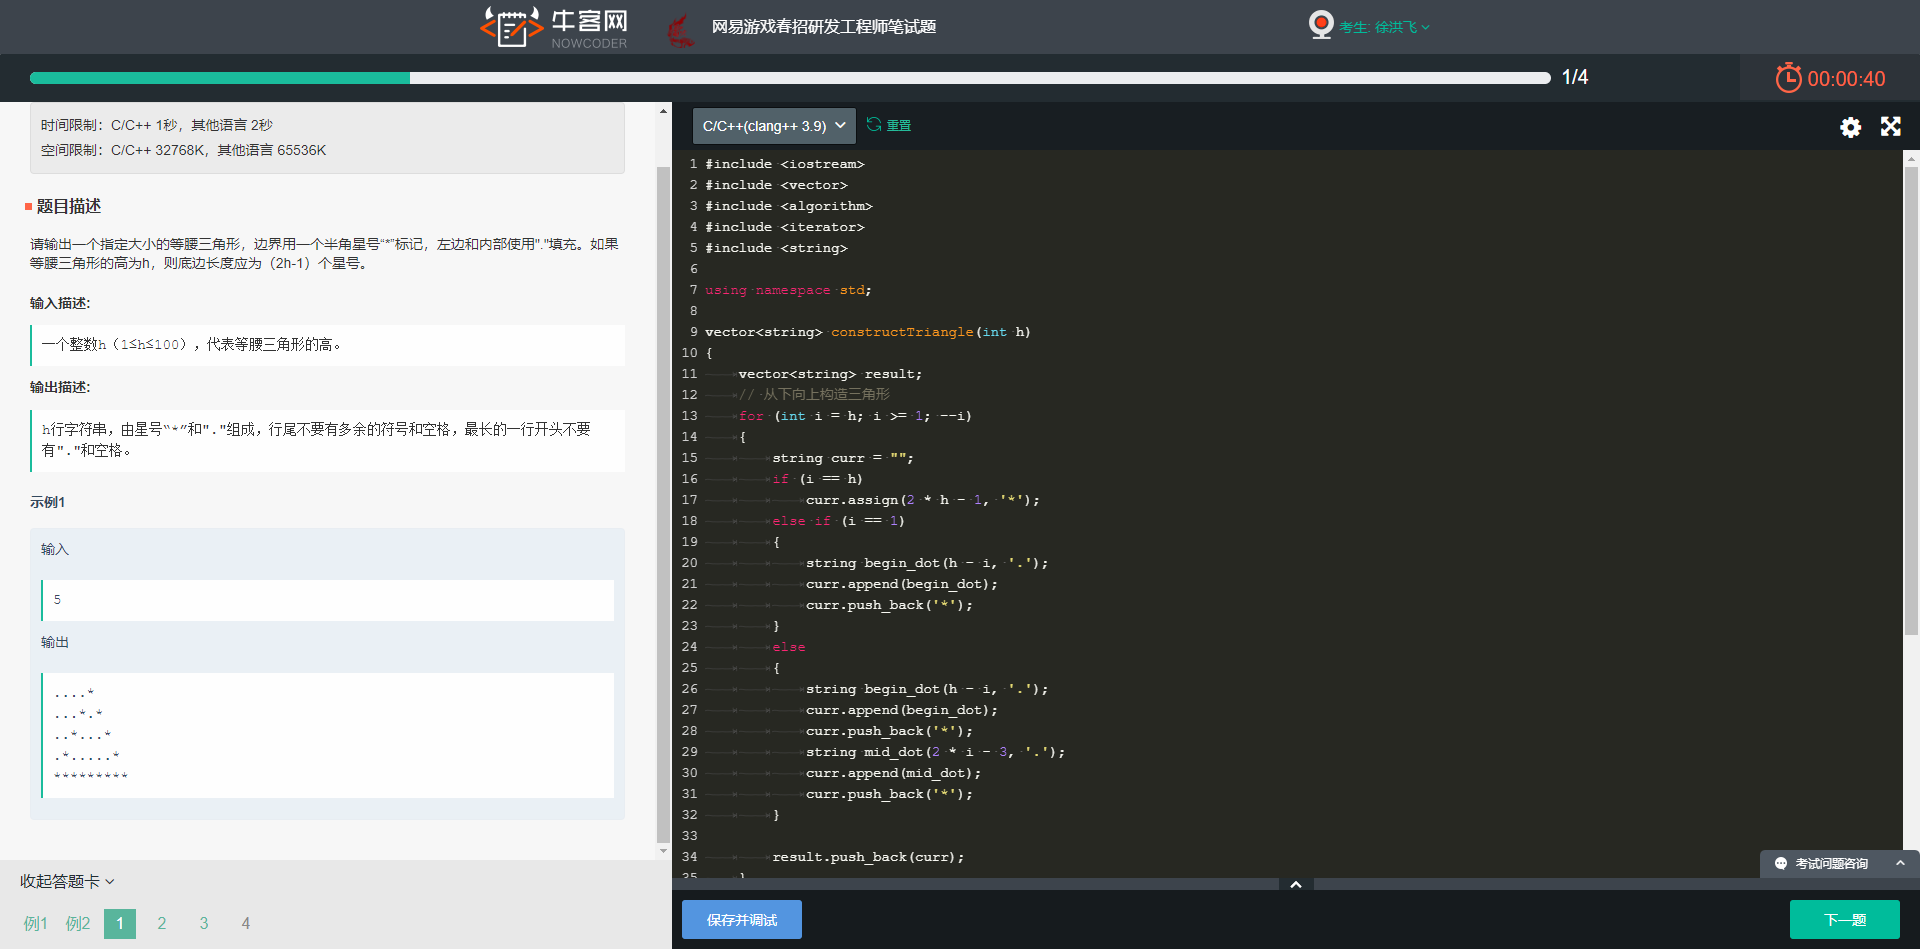 牛客网
NOWCODER
网易游戏春招研发工程师笔试题
考生: 徐洪飞
1/4
00:00:40
时间限制：C/C++ 1秒，其他语言 2秒
空间限制：C/C++ 32768K，其他语言 65536K
题目描述
请输出一个指定大小的等腰三角形，边界用一个半角星号“*”标记，左边和内部使用"."填充。如果
等腰三角形的高为h，则底边长度应为（2h-1）个星号。
输入描述:
一个整数h（1≤h≤100），代表等腰三角形的高。
输出描述:
h行字符串，由星号“*”和"."组成，行尾不要有多余的符号和空格，最长的一行开头不要
有"."和空格。
示例1
输入
5
输出
....*
...*.*
..*...*
.*.....*
*********
收起答题卡
例1 例2 1 2 3 4
C/C++(clang++ 3.9) 重置
1 #include <iostream>
2 #include <vector>
3 #include <algorithm>
4 #include <iterator>
5 #include <string>
6
7 using namespace std;
8
9 vector<string> constructTriangle(int h)
10 {
11 vector<string> result;
12 // 从下向上构造三角形
13 for (int i = h; i >= 1; --i)
14 {
15 string curr = "";
16 if (i == h)
17 curr.assign(2 * h - 1, '*');
18 else if (i == 1)
19 {
20 string begin_dot(h - i, '.');
21 curr.append(begin_dot);
22 curr.push_back('*');
23 }
24 else
25 {
26 string begin_dot(h - i, '.');
27 curr.append(begin_dot);
28 curr.push_back('*');
29 string mid_dot(2 * i - 3, '.');
30 curr.append(mid_dot);
31 curr.push_back('*');
32 }
33
34 result.push_back(curr);
35 }
考试问题咨询
保存并调试
下一题